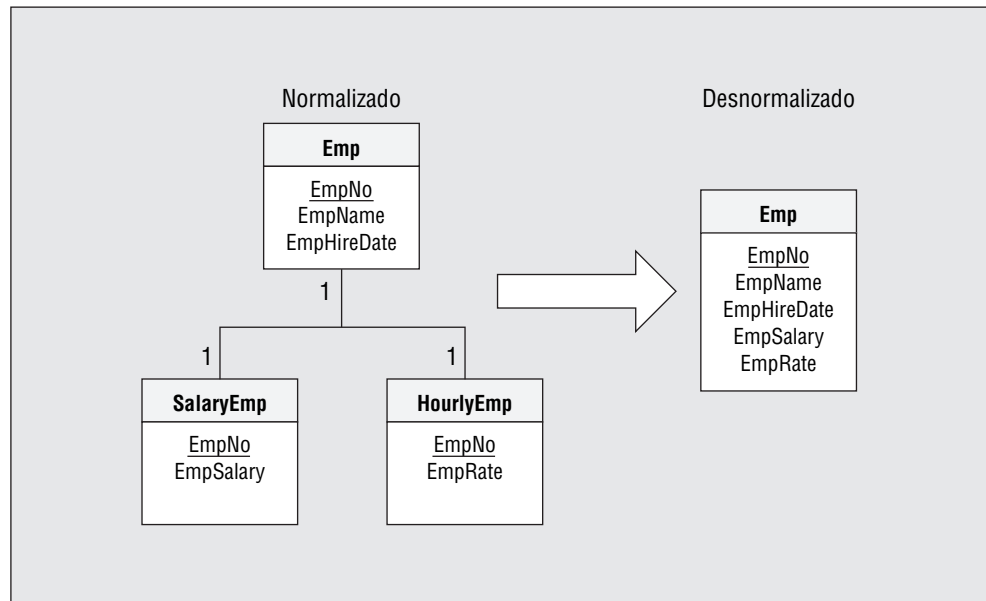 Normalizado
Emp
EmpNo
EmpName
EmpHireDate
1
1
1
SalaryEmp
EmpNo
EmpSalary
HourlyEmp
EmpNo
EmpRate
Desnormalizado
Emp
EmpNo
EmpName
EmpHireDate
EmpSalary
EmpRate